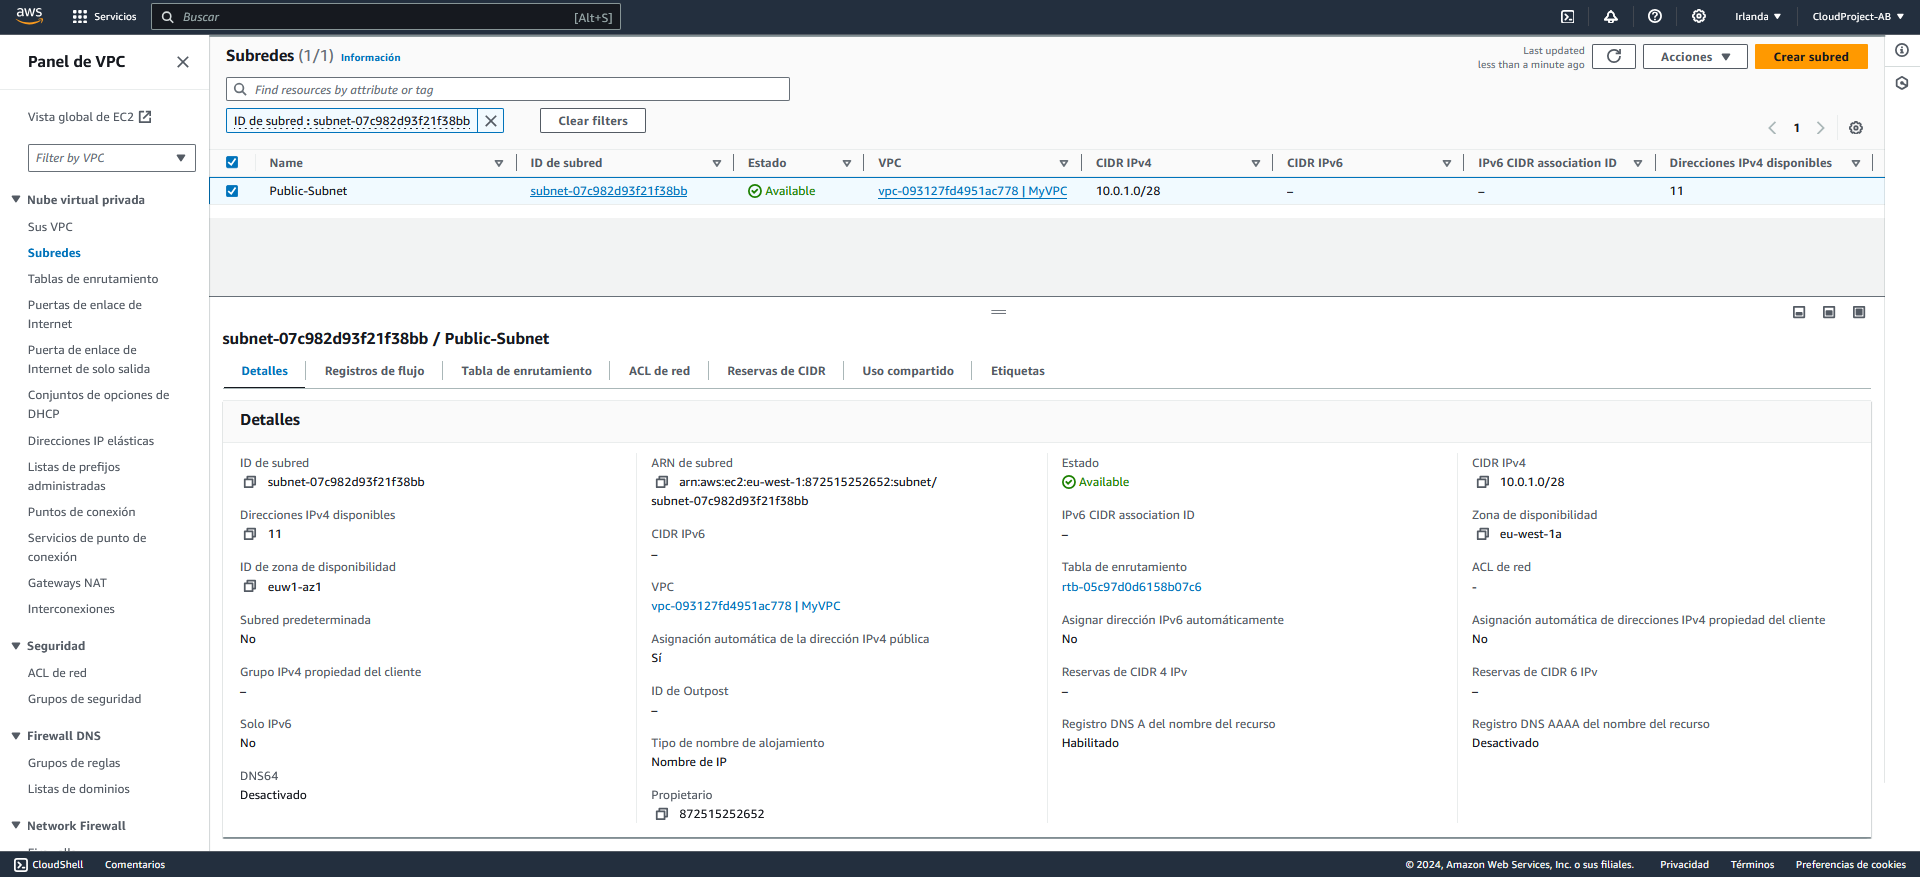 aws Servicios Buscar [Alt+S] Irlanda CloudProject-AB
Panel de VPC
Vista global de EC2
Filter by VPC
Nube virtual privada
Sus VPC
Subredes
Tablas de enrutamiento
Puertas de enlace de
Internet
Puerta de enlace de
Internet de solo salida
Conjuntos de opciones de
DHCP
Direcciones IP elásticas
Listas de prefijos
administradas
Puntos de conexión
Servicios de punto de
conexión
Gateways NAT
Interconexiones
Seguridad
ACL de red
Grupos de seguridad
Firewall DNS
Grupos de reglas
Listas de dominios
Network Firewall
Subredes (1/1) Información
Last updated
less than a minute ago
Acciones
Crear subred
Find resources by attribute or tag
ID de subred : subnet-07c982d93f21f38bb
Clear filters
1
Name ID de subred Estado VPC CIDR IPv4 CIDR IPv6 IPv6 CIDR association ID Direcciones IPv4 disponibles
Public-Subnet subnet-07c982d93f21f38bb Available vpc-093127fd4951ac778 | MyVPC 10.0.1.0/28 – – 11
subnet-07c982d93f21f38bb / Public-Subnet
Detalles Registros de flujo Tabla de enrutamiento ACL de red Reservas de CIDR Uso compartido Etiquetas
Detalles
ID de subred
subnet-07c982d93f21f38bb
Direcciones IPv4 disponibles
11
ID de zona de disponibilidad
euw1-az1
Subred predeterminada
No
Grupo IPv4 propiedad del cliente
–
Solo IPv6
No
DNS64
Desactivado
ARN de subred
arn:aws:ec2:eu-west-1:872515252652:subnet/
subnet-07c982d93f21f38bb
CIDR IPv6
–
VPC
vpc-093127fd4951ac778 | MyVPC
Asignación automática de la dirección IPv4 pública
Sí
ID de Outpost
–
Tipo de nombre de alojamiento
Nombre de IP
Propietario
872515252652
Estado
Available
IPv6 CIDR association ID
–
Tabla de enrutamiento
rtb-05c97d0d6158b07c6
Asignar dirección IPv6 automáticamente
No
Reservas de CIDR 4 IPv
–
Registro DNS A del nombre del recurso
Habilitado
CIDR IPv4
10.0.1.0/28
Zona de disponibilidad
eu-west-1a
ACL de red
-
Asignación automática de direcciones IPv4 propiedad del cliente
No
Reservas de CIDR 6 IPv
–
Registro DNS AAAA del nombre del recurso
Desactivado
CloudShell Comentarios © 2024, Amazon Web Services, Inc. o sus filiales. Privacidad Términos Preferencias de cookies